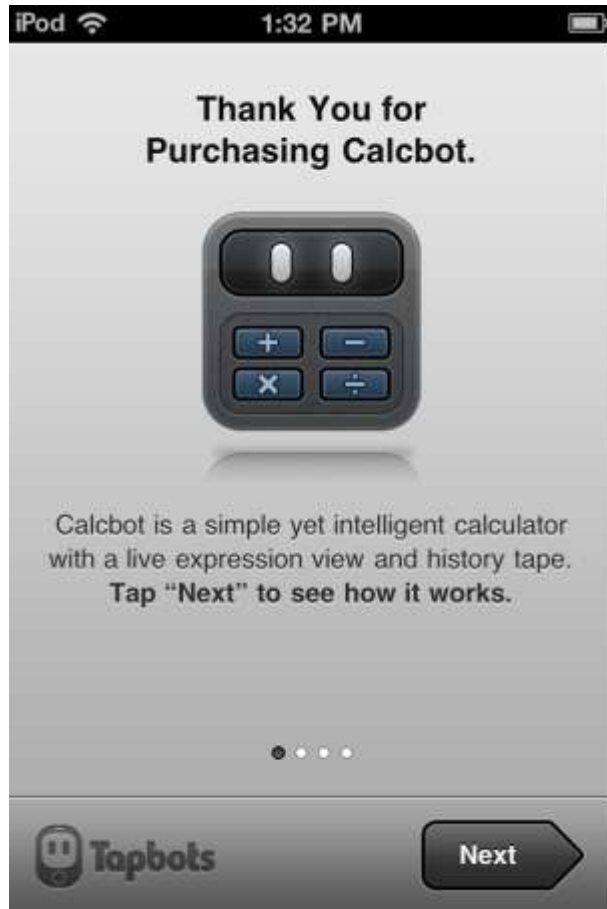 iPod 1:32 PM
Thank You for
Purchasing Calcbot.
+ −
× ÷
Calcbot is a simple yet intelligent calculator
with a live expression view and history tape.
Tap “Next” to see how it works.
Tapbots Next